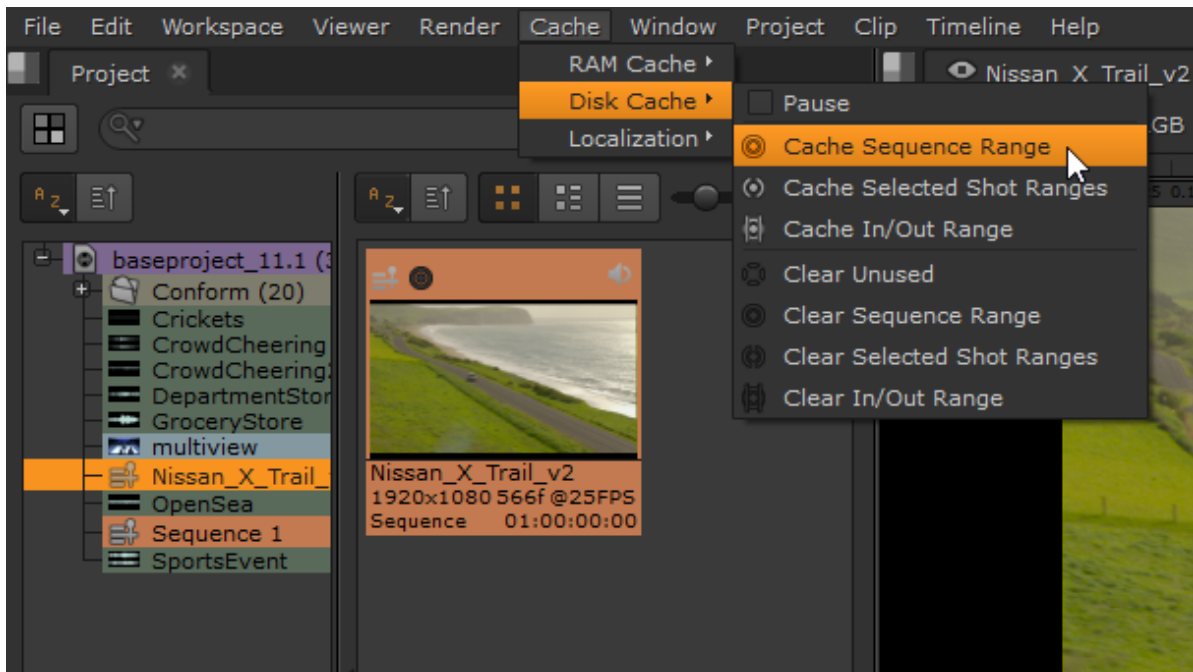 File Edit Workspace Viewer Render Cache Window Project Clip Timeline Help
Project
Nissan_X_Trail_v2
RAM Cache
Disk Cache
Localization
Pause
Cache Sequence Range
Cache Selected Shot Ranges
Cache In/Out Range
Clear Unused
Clear Sequence Range
Clear Selected Shot Ranges
Clear In/Out Range
GB
A Z
A Z
baseproject_11.1 (3
Conform (20)
Crickets
CrowdCheering
CrowdCheering2
DepartmentStor
GroceryStore
multiview
Nissan_X_Trail_
OpenSea
Sequence 1
SportsEvent
Nissan_X_Trail_v2
1920x1080 566f @25FPS
Sequence 01:00:00:00